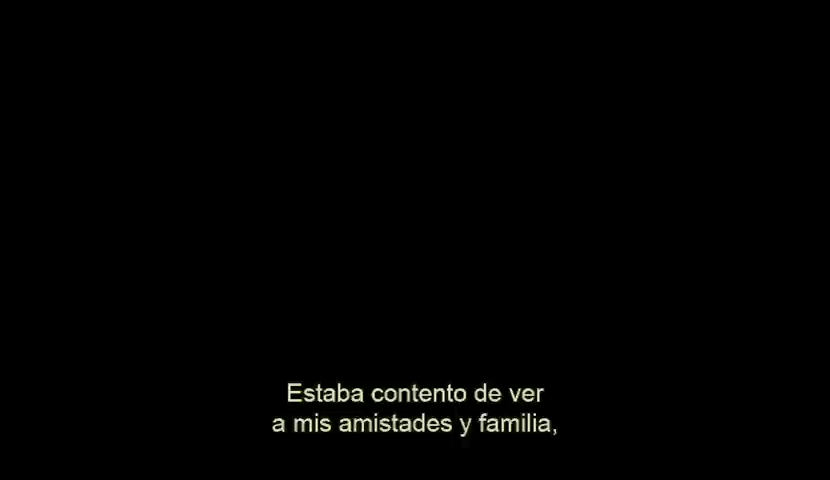 Estaba contento de ver
a mis amistades y familia,